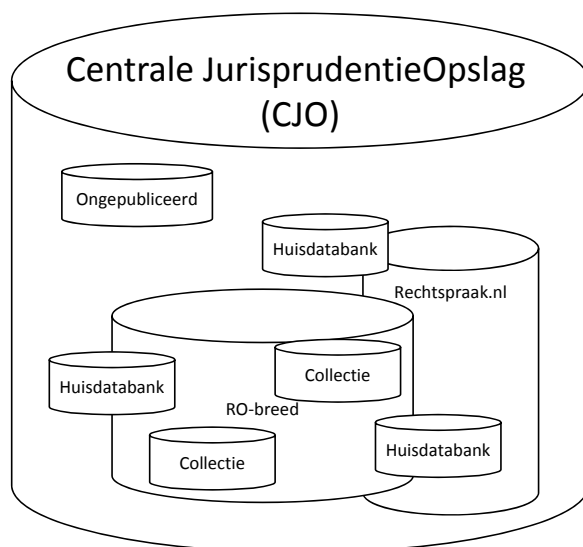 Centrale JurisprudentieOpslag
(CJO)
Ongepubliceerd
Huisdatabank
Rechtspraak.nl
Collectie
Huisdatabank
RO-breed
Huisdatabank
Collectie